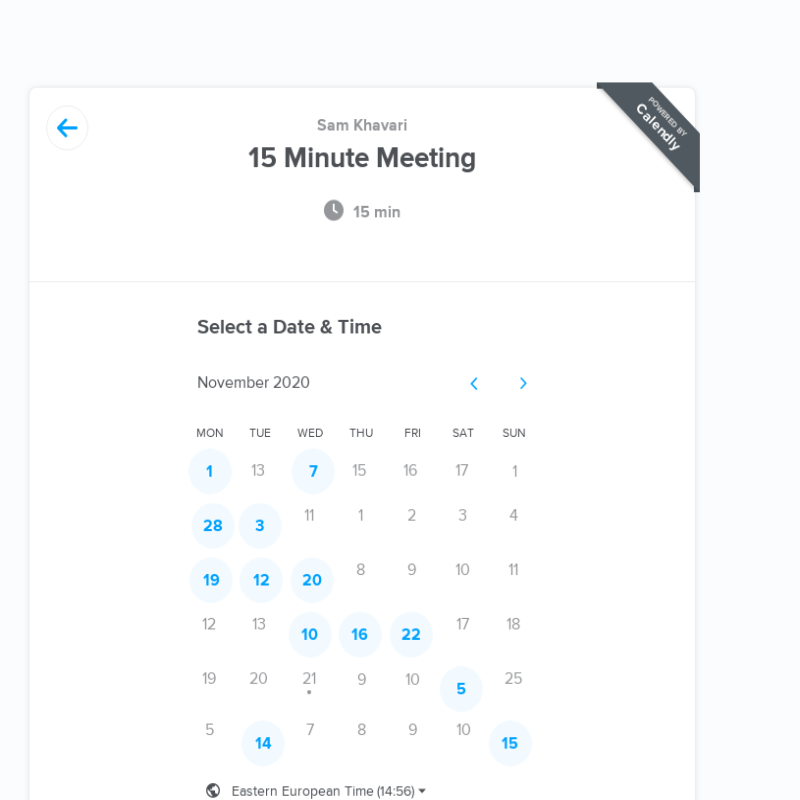 POWERED BY
Calendly
Sam Khavari
15 Minute Meeting
15 min
Select a Date & Time
November 2020
MON TUE WED THU FRI SAT SUN
1 13 7 15 16 17 1
28 3 11 1 2 3 4
19 12 20 8 9 10 11
12 13 10 16 22 17 18
19 20 21 9 10 5 25
5 14 7 8 9 10 15
Eastern European Time (14:56)